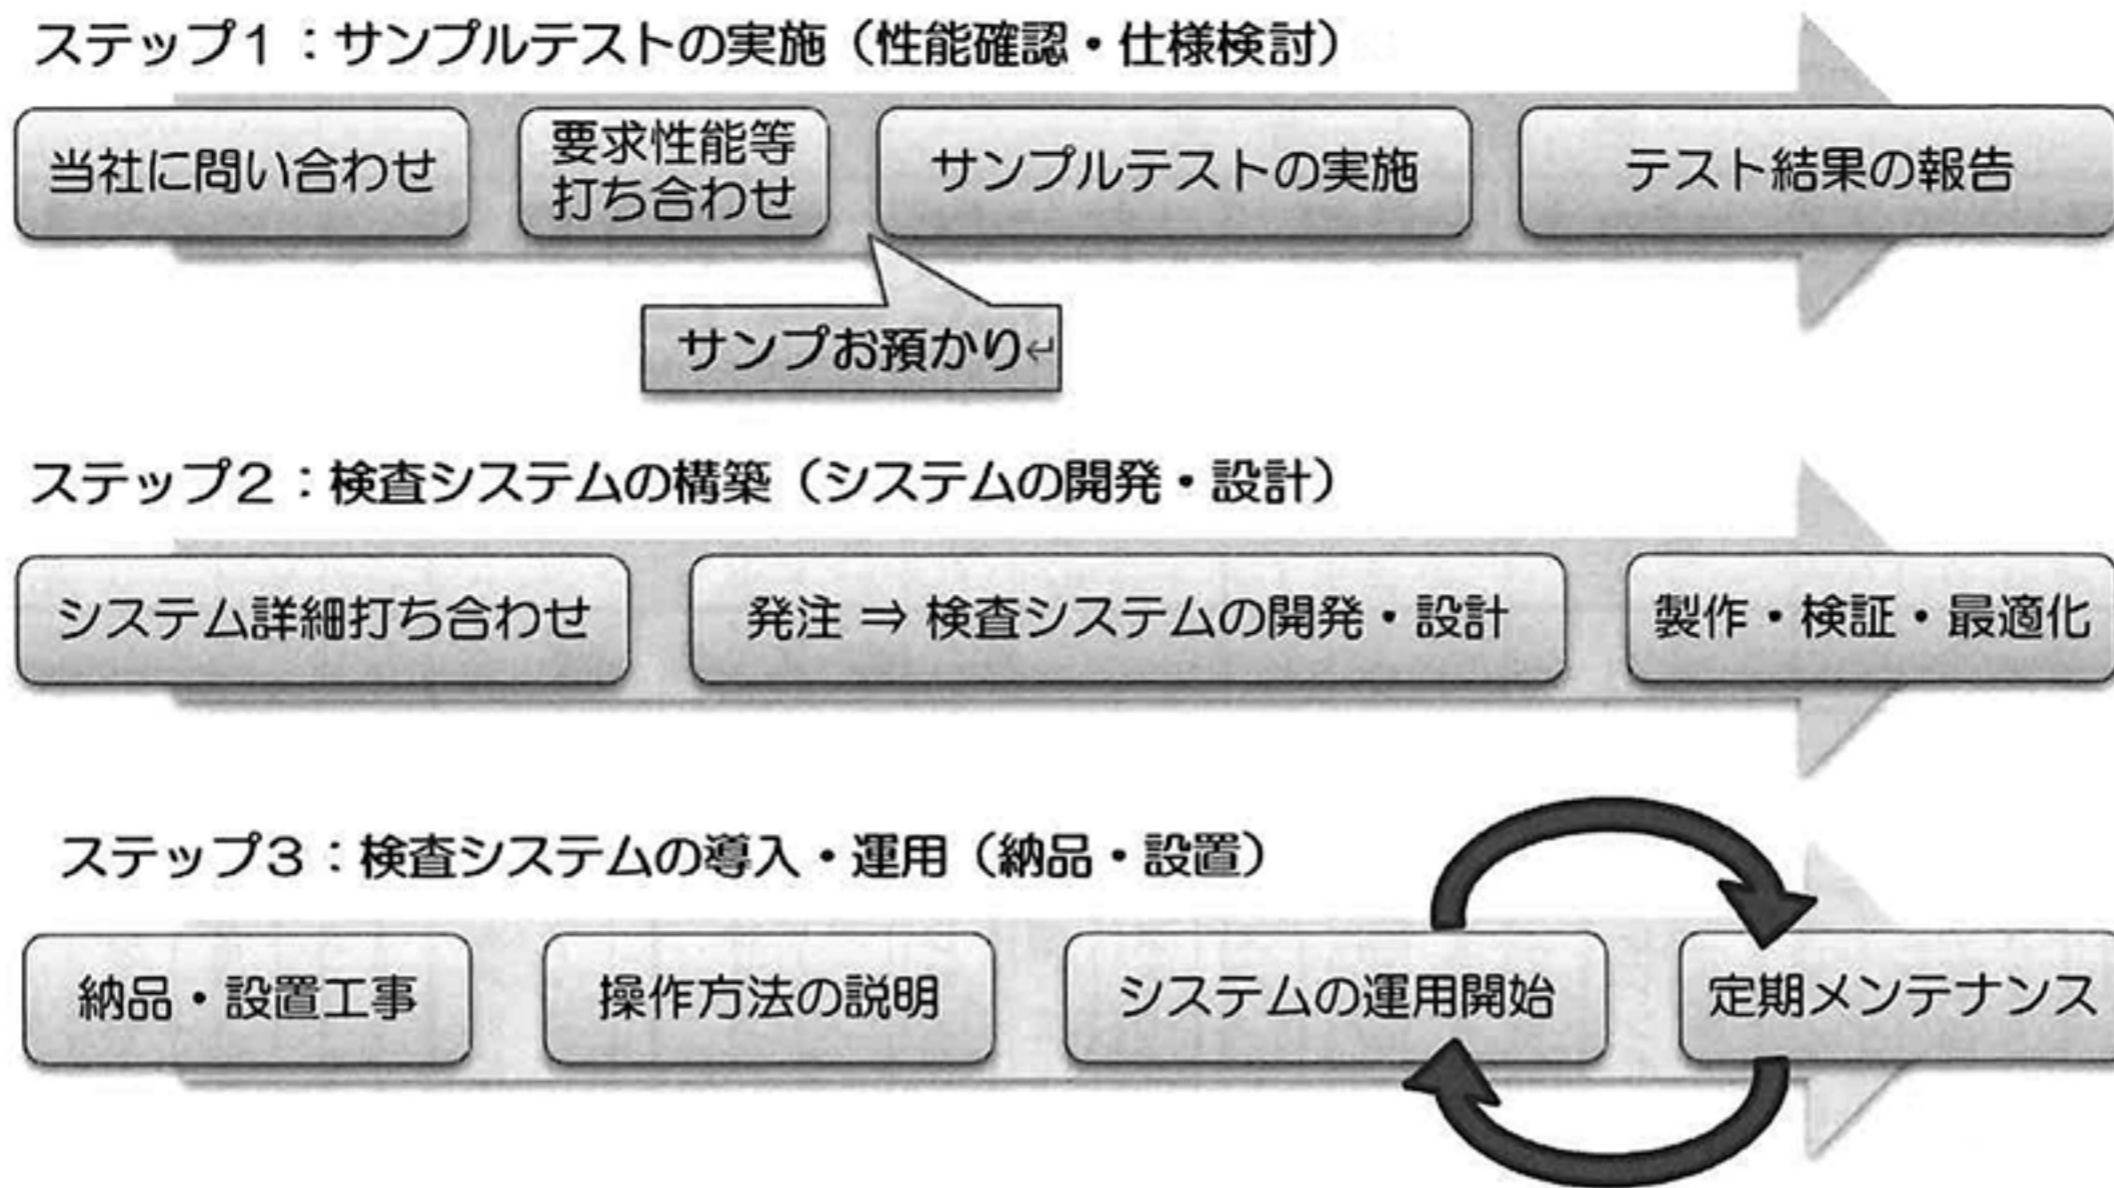 ステップ1：サンプルテストの実施（性能確認・仕様検討）
当社に問い合わせ
要求性能等
打ち合わせ
サンプルテストの実施
テスト結果の報告
サンプお預かり↵
ステップ2：検査システムの構築（システムの開発・設計）
システム詳細打ち合わせ
発注 ⇒ 検査システムの開発・設計
製作・検証・最適化
ステップ3：検査システムの導入・運用（納品・設置）
納品・設置工事
操作方法の説明
システムの運用開始
定期メンテナンス